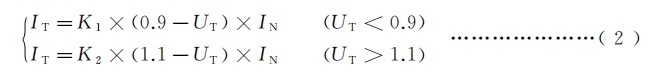 I_T = K_1 × (0.9 − U_T) × I_N (U_T < 0.9)
I_T = K_2 × (1.1 − U_T) × I_N (U_T > 1.1) …………………( 2 )